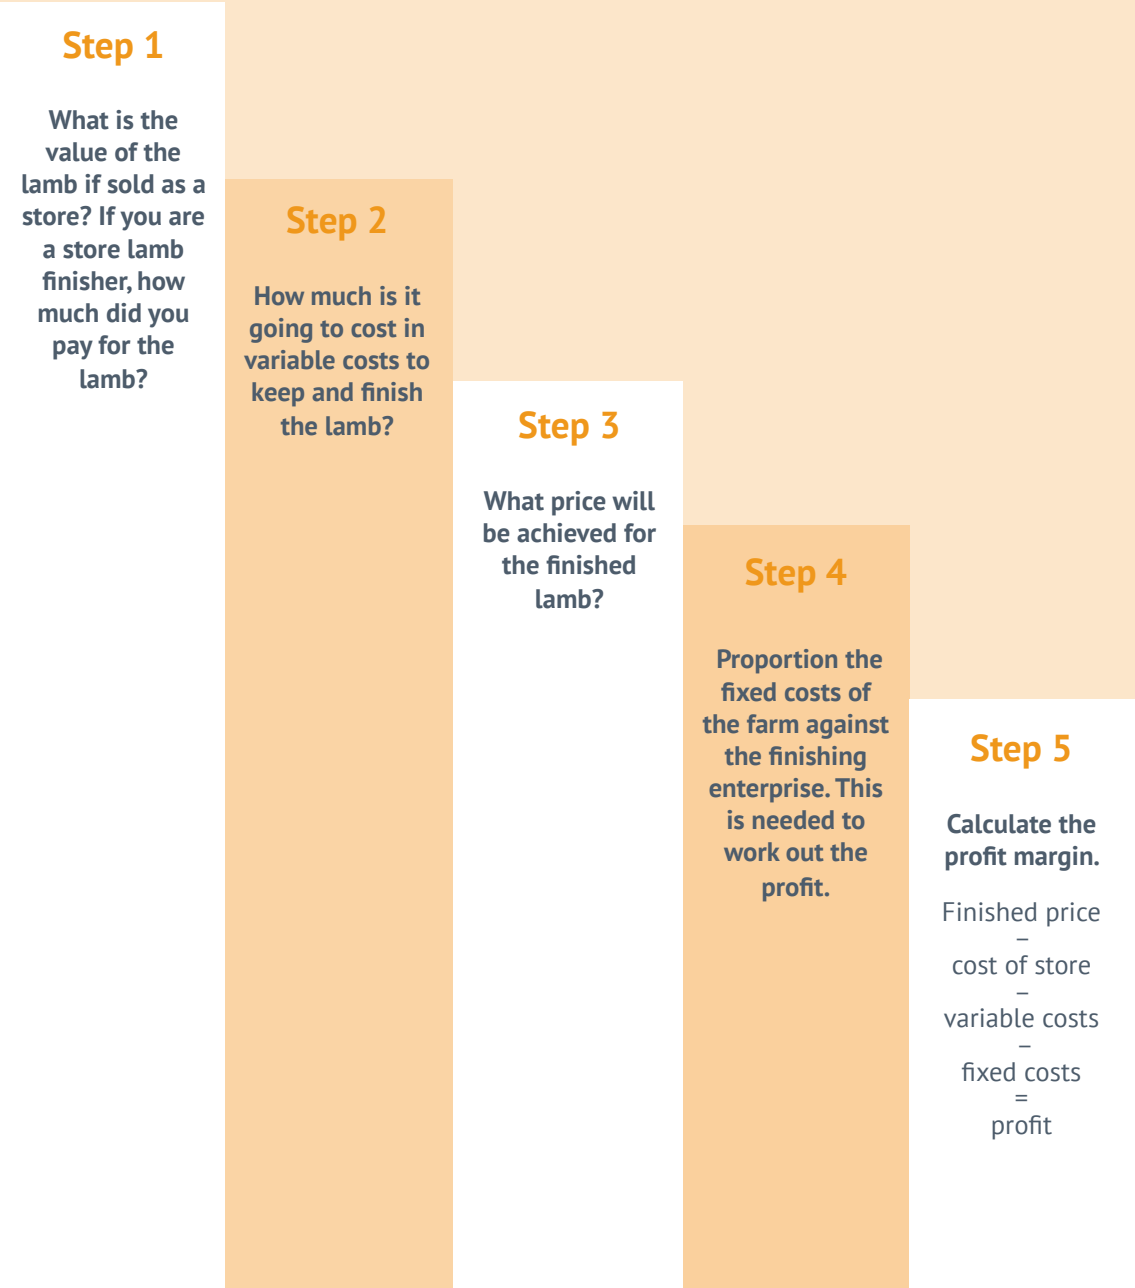 Step 1
What is the
value of the
lamb if sold as a
store? If you are
a store lamb
finisher, how
much did you
pay for the
lamb?
Step 2
How much is it
going to cost in
variable costs to
keep and finish
the lamb?
Step 3
What price will
be achieved for
the finished
lamb?
Step 4
Proportion the
fixed costs of
the farm against
the finishing
enterprise. This
is needed to
work out the
profit.
Step 5
Calculate the
profit margin.
Finished price
–
cost of store
–
variable costs
–
fixed costs
=
profit